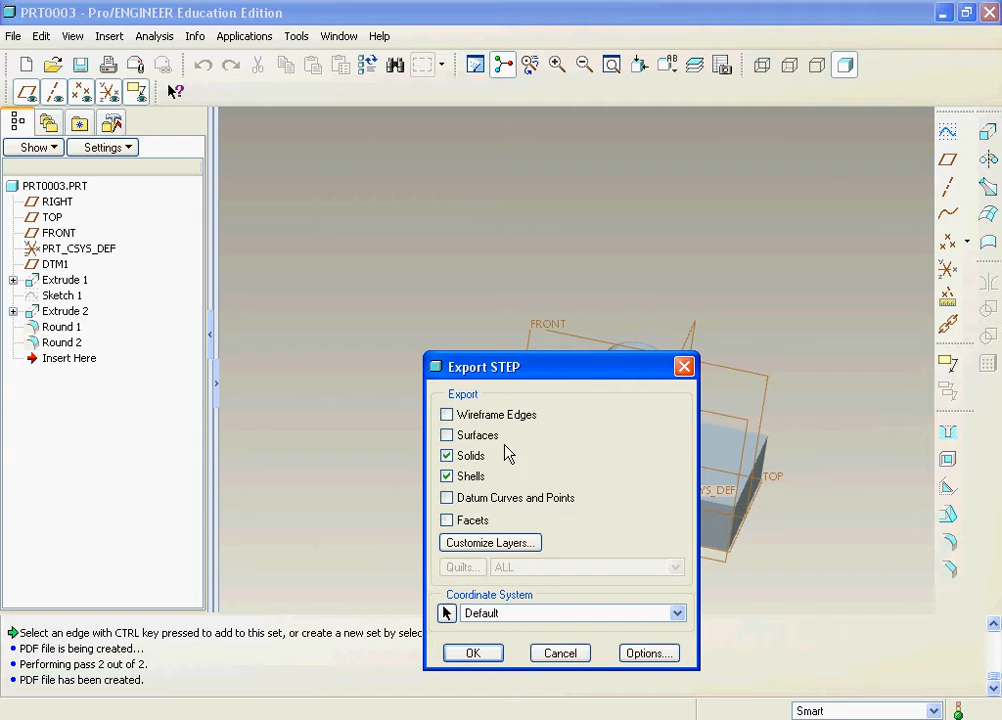 PRT0003 - Pro/ENGINEER Education Edition
File Edit View Insert Analysis Info Applications Tools Window Help
Show Settings
PRT0003.PRT
RIGHT
TOP
FRONT
PRT_CSYS_DEF
DTM1
Extrude 1
Sketch 1
Extrude 2
Round 1
Round 2
Insert Here
FRONT
TOP
YS_DEF
Export STEP
Export
Wireframe Edges
Surfaces
Solids
Shells
Datum Curves and Points
Facets
Customize Layers...
Quilts... ALL
Coordinate System
Default
OK Cancel Options....
Select an edge with CTRL key pressed to add to this set, or create a new set by selec
PDF file is being created...
Performing pass 2 out of 2.
PDF file has been created.
Smart